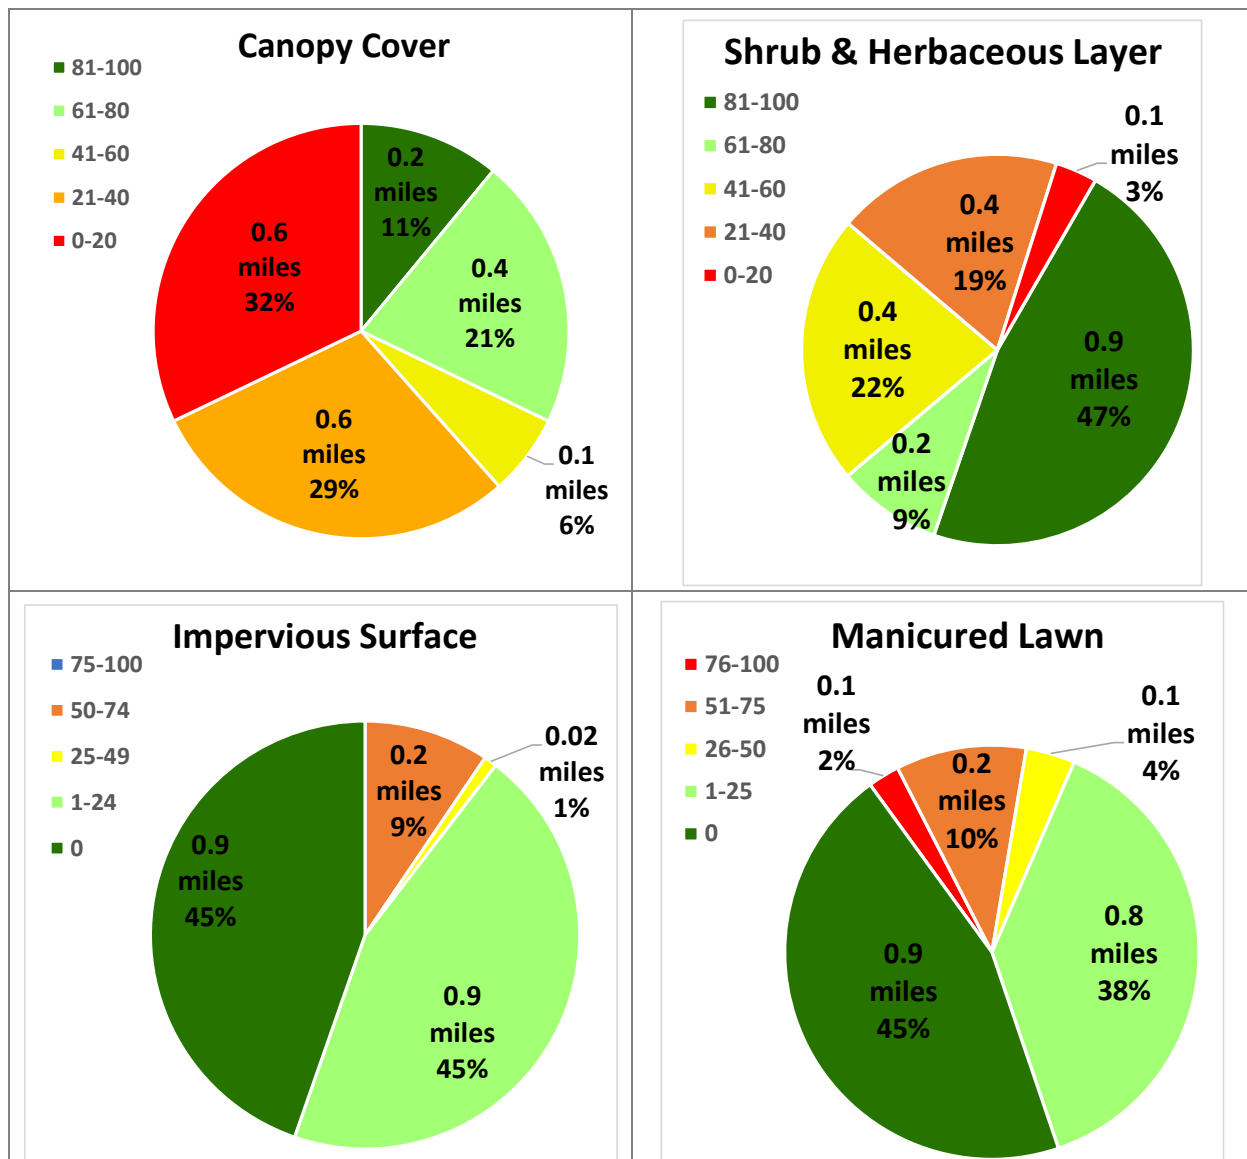 Canopy Cover
81-100
61-80
41-60
21-40
0-20
0.2
miles
11%
0.4
miles
21%
0.1
miles
6%
0.6
miles
29%
0.6
miles
32%
Shrub & Herbaceous Layer
81-100
61-80
41-60
21-40
0-20
0.1
miles
3%
0.9
miles
47%
0.2
miles
9%
0.4
miles
22%
0.4
miles
19%
Impervious Surface
75-100
50-74
25-49
1-24
0
0.2
miles
9%
0.02
miles
1%
0.9
miles
45%
0.9
miles
45%
Manicured Lawn
76-100
51-75
26-50
1-25
0
0.1
miles
2%
0.2
miles
10%
0.1
miles
4%
0.8
miles
38%
0.9
miles
45%